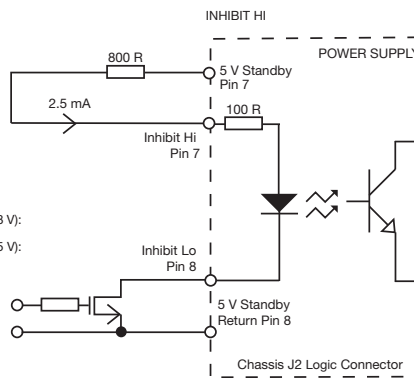 INHIBIT HI
POWER SUPPLY
800 R
5 V Standby
Pin 7
2.5 mA
100 R
Inhibit Hi
Pin 7
V):
5 V):
Inhibit Lo
Pin 8
5 V Standby
Return Pin 8
Chassis J2 Logic Connector